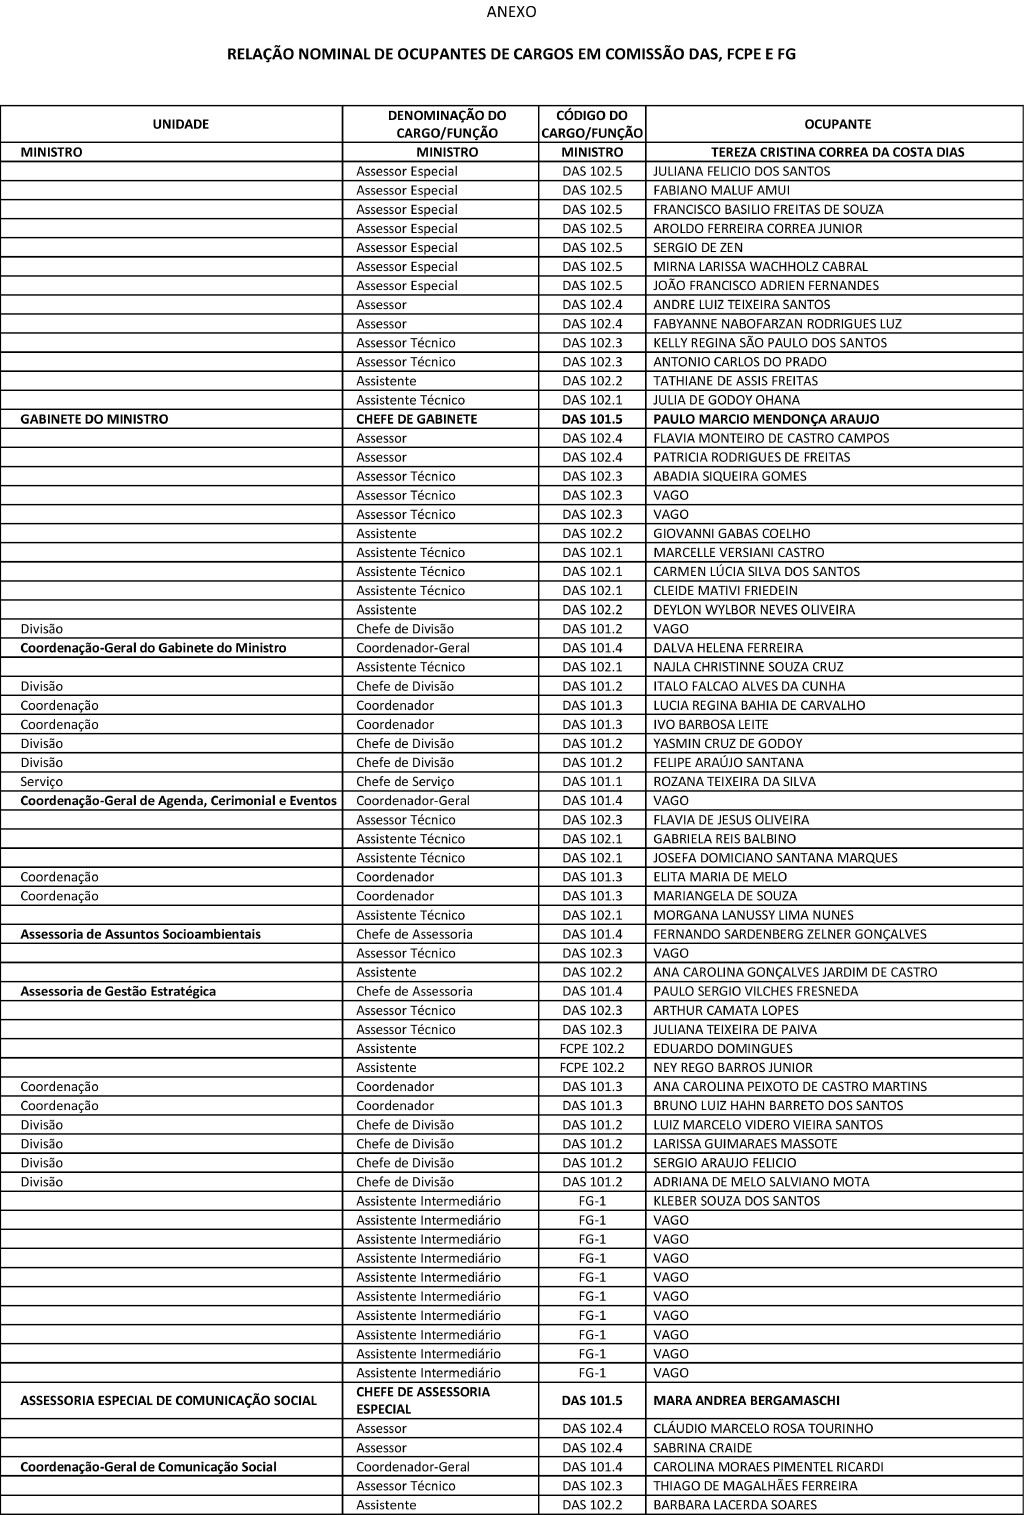 ANEXO
RELAÇÃO NOMINAL DE OCUPANTES DE CARGOS EM COMISSÃO DAS, FCPE E FG
UNIDADE DENOMINAÇÃO DO CARGO/FUNÇÃO CÓDIGO DO CARGO/FUNÇÃO OCUPANTE
MINISTRO MINISTRO MINISTRO TEREZA CRISTINA CORREA DA COSTA DIAS
Assessor Especial DAS 102.5 JULIANA FELICIO DOS SANTOS
Assessor Especial DAS 102.5 FABIANO MALUF AMUI
Assessor Especial DAS 102.5 FRANCISCO BASILIO FREITAS DE SOUZA
Assessor Especial DAS 102.5 AROLDO FERREIRA CORREA JUNIOR
Assessor Especial DAS 102.5 SERGIO DE ZEN
Assessor Especial DAS 102.5 MIRNA LARISSA WACHHOLZ CABRAL
Assessor Especial DAS 102.5 JOÃO FRANCISCO ADRIEN FERNANDES
Assessor DAS 102.4 ANDRE LUIZ TEIXEIRA SANTOS
Assessor DAS 102.4 FABYANNE NABOFARZAN RODRIGUES LUZ
Assessor Técnico DAS 102.3 KELLY REGINA SÃO PAULO DOS SANTOS
Assessor Técnico DAS 102.3 ANTONIO CARLOS DO PRADO
Assistente DAS 102.2 TATHIANE DE ASSIS FREITAS
Assistente Técnico DAS 102.1 JULIA DE GODOY OHANA
GABINETE DO MINISTRO CHEFE DE GABINETE DAS 101.5 PAULO MARCIO MENDONÇA ARAUJO
Assessor DAS 102.4 FLAVIA MONTEIRO DE CASTRO CAMPOS
Assessor DAS 102.4 PATRICIA RODRIGUES DE FREITAS
Assessor Técnico DAS 102.3 ABADIA SIQUEIRA GOMES
Assessor Técnico DAS 102.3 VAGO
Assessor Técnico DAS 102.3 VAGO
Assistente DAS 102.2 GIOVANNI GABAS COELHO
Assistente Técnico DAS 102.1 MARCELLE VERSIANI CASTRO
Assistente Técnico DAS 102.1 CARMEN LÚCIA SILVA DOS SANTOS
Assistente Técnico DAS 102.1 CLEIDE MATIVI FRIEDEIN
Assistente DAS 102.2 DEYLON WYLBOR NEVES OLIVEIRA
Divisão Chefe de Divisão DAS 101.2 VAGO
Coordenação-Geral do Gabinete do Ministro Coordenador-Geral DAS 101.4 DALVA HELENA FERREIRA
Assistente Técnico DAS 102.1 NAJLA CHRISTINNE SOUZA CRUZ
Divisão Chefe de Divisão DAS 101.2 ITALO FALCAO ALVES DA CUNHA
Coordenação Coordenador DAS 101.3 LUCIA REGINA BAHIA DE CARVALHO
Coordenação Coordenador DAS 101.3 IVO BARBOSA LEITE
Divisão Chefe de Divisão DAS 101.2 YASMIN CRUZ DE GODOY
Divisão Chefe de Divisão DAS 101.2 FELIPE ARAÚJO SANTANA
Serviço Chefe de Serviço DAS 101.1 ROZANA TEIXEIRA DA SILVA
Coordenação-Geral de Agenda, Cerimonial e Eventos Coordenador-Geral DAS 101.4 VAGO
Assessor Técnico DAS 102.3 FLAVIA DE JESUS OLIVEIRA
Assistente Técnico DAS 102.1 GABRIELA REIS BALBINO
Assistente Técnico DAS 102.1 JOSEFA DOMICIANO SANTANA MARQUES
Coordenação Coordenador DAS 101.3 ELITA MARIA DE MELO
Coordenação Coordenador DAS 101.3 MARIANGELA DE SOUZA
Assistente Técnico DAS 102.1 MORGANA LANUSSY LIMA NUNES
Assessoria de Assuntos Socioambientais Chefe de Assessoria DAS 101.4 FERNANDO SARDENBERG ZELNER GONÇALVES
Assessor Técnico DAS 102.3 VAGO
Assistente DAS 102.2 ANA CAROLINA GONÇALVES JARDIM DE CASTRO
Assessoria de Gestão Estratégica Chefe de Assessoria DAS 101.4 PAULO SERGIO VILCHES FRESNEDA
Assessor Técnico DAS 102.3 ARTHUR CAMATA LOPES
Assessor Técnico DAS 102.3 JULIANA TEIXEIRA DE PAIVA
Assistente FCPE 102.2 EDUARDO DOMINGUES
Assistente FCPE 102.2 NEY REGO BARROS JUNIOR
Coordenação Coordenador DAS 101.3 ANA CAROLINA PEIXOTO DE CASTRO MARTINS
Coordenação Coordenador DAS 101.3 BRUNO LUIZ HAHN BARRETO DOS SANTOS
Divisão Chefe de Divisão DAS 101.2 LUIZ MARCELO VIDERO VIEIRA SANTOS
Divisão Chefe de Divisão DAS 101.2 LARISSA GUIMARAES MASSOTE
Divisão Chefe de Divisão DAS 101.2 SERGIO ARAUJO FELICIO
Divisão Chefe de Divisão DAS 101.2 ADRIANA DE MELO SALVIANO MOTA
Assistente Intermediário FG-1 KLEBER SOUZA DOS SANTOS
Assistente Intermediário FG-1 VAGO
Assistente Intermediário FG-1 VAGO
Assistente Intermediário FG-1 VAGO
Assistente Intermediário FG-1 VAGO
Assistente Intermediário FG-1 VAGO
Assistente Intermediário FG-1 VAGO
Assistente Intermediário FG-1 VAGO
Assistente Intermediário FG-1 VAGO
Assistente Intermediário FG-1 VAGO
ASSESSORIA ESPECIAL DE COMUNICAÇÃO SOCIAL CHEFE DE ASSESSORIA ESPECIAL DAS 101.5 MARA ANDREA BERGAMASCHI
Assessor DAS 102.4 CLÁUDIO MARCELO ROSA TOURINHO
Assessor DAS 102.4 SABRINA CRAIDE
Coordenação-Geral de Comunicação Social Coordenador-Geral DAS 101.4 CAROLINA MORAES PIMENTEL RICARDI
Assessor Técnico DAS 102.3 THIAGO DE MAGALHÃES FERREIRA
Assistente DAS 102.2 BARBARA LACERDA SOARES